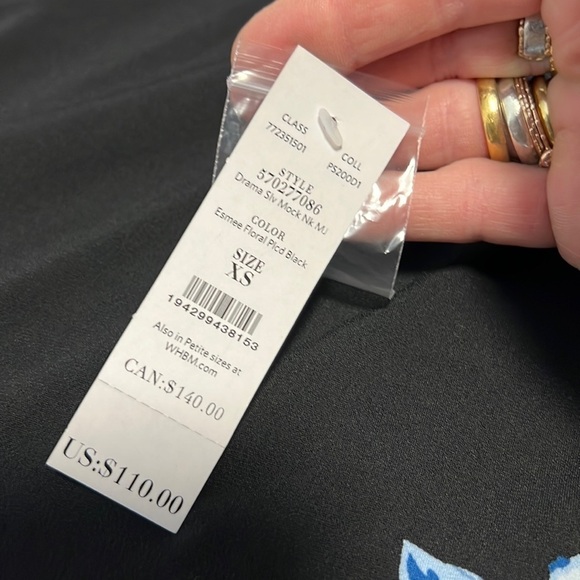 CLASS
772351501
COLL
PS200D1
STYLE
570277086
Drama Slv Mock Nk MJ
COLOR
Esmee Floral Plcd Black
SIZE
XS
194299438153
Also in Petite sizes at
WHBM.com
CAN:$140.00
US:$110.00